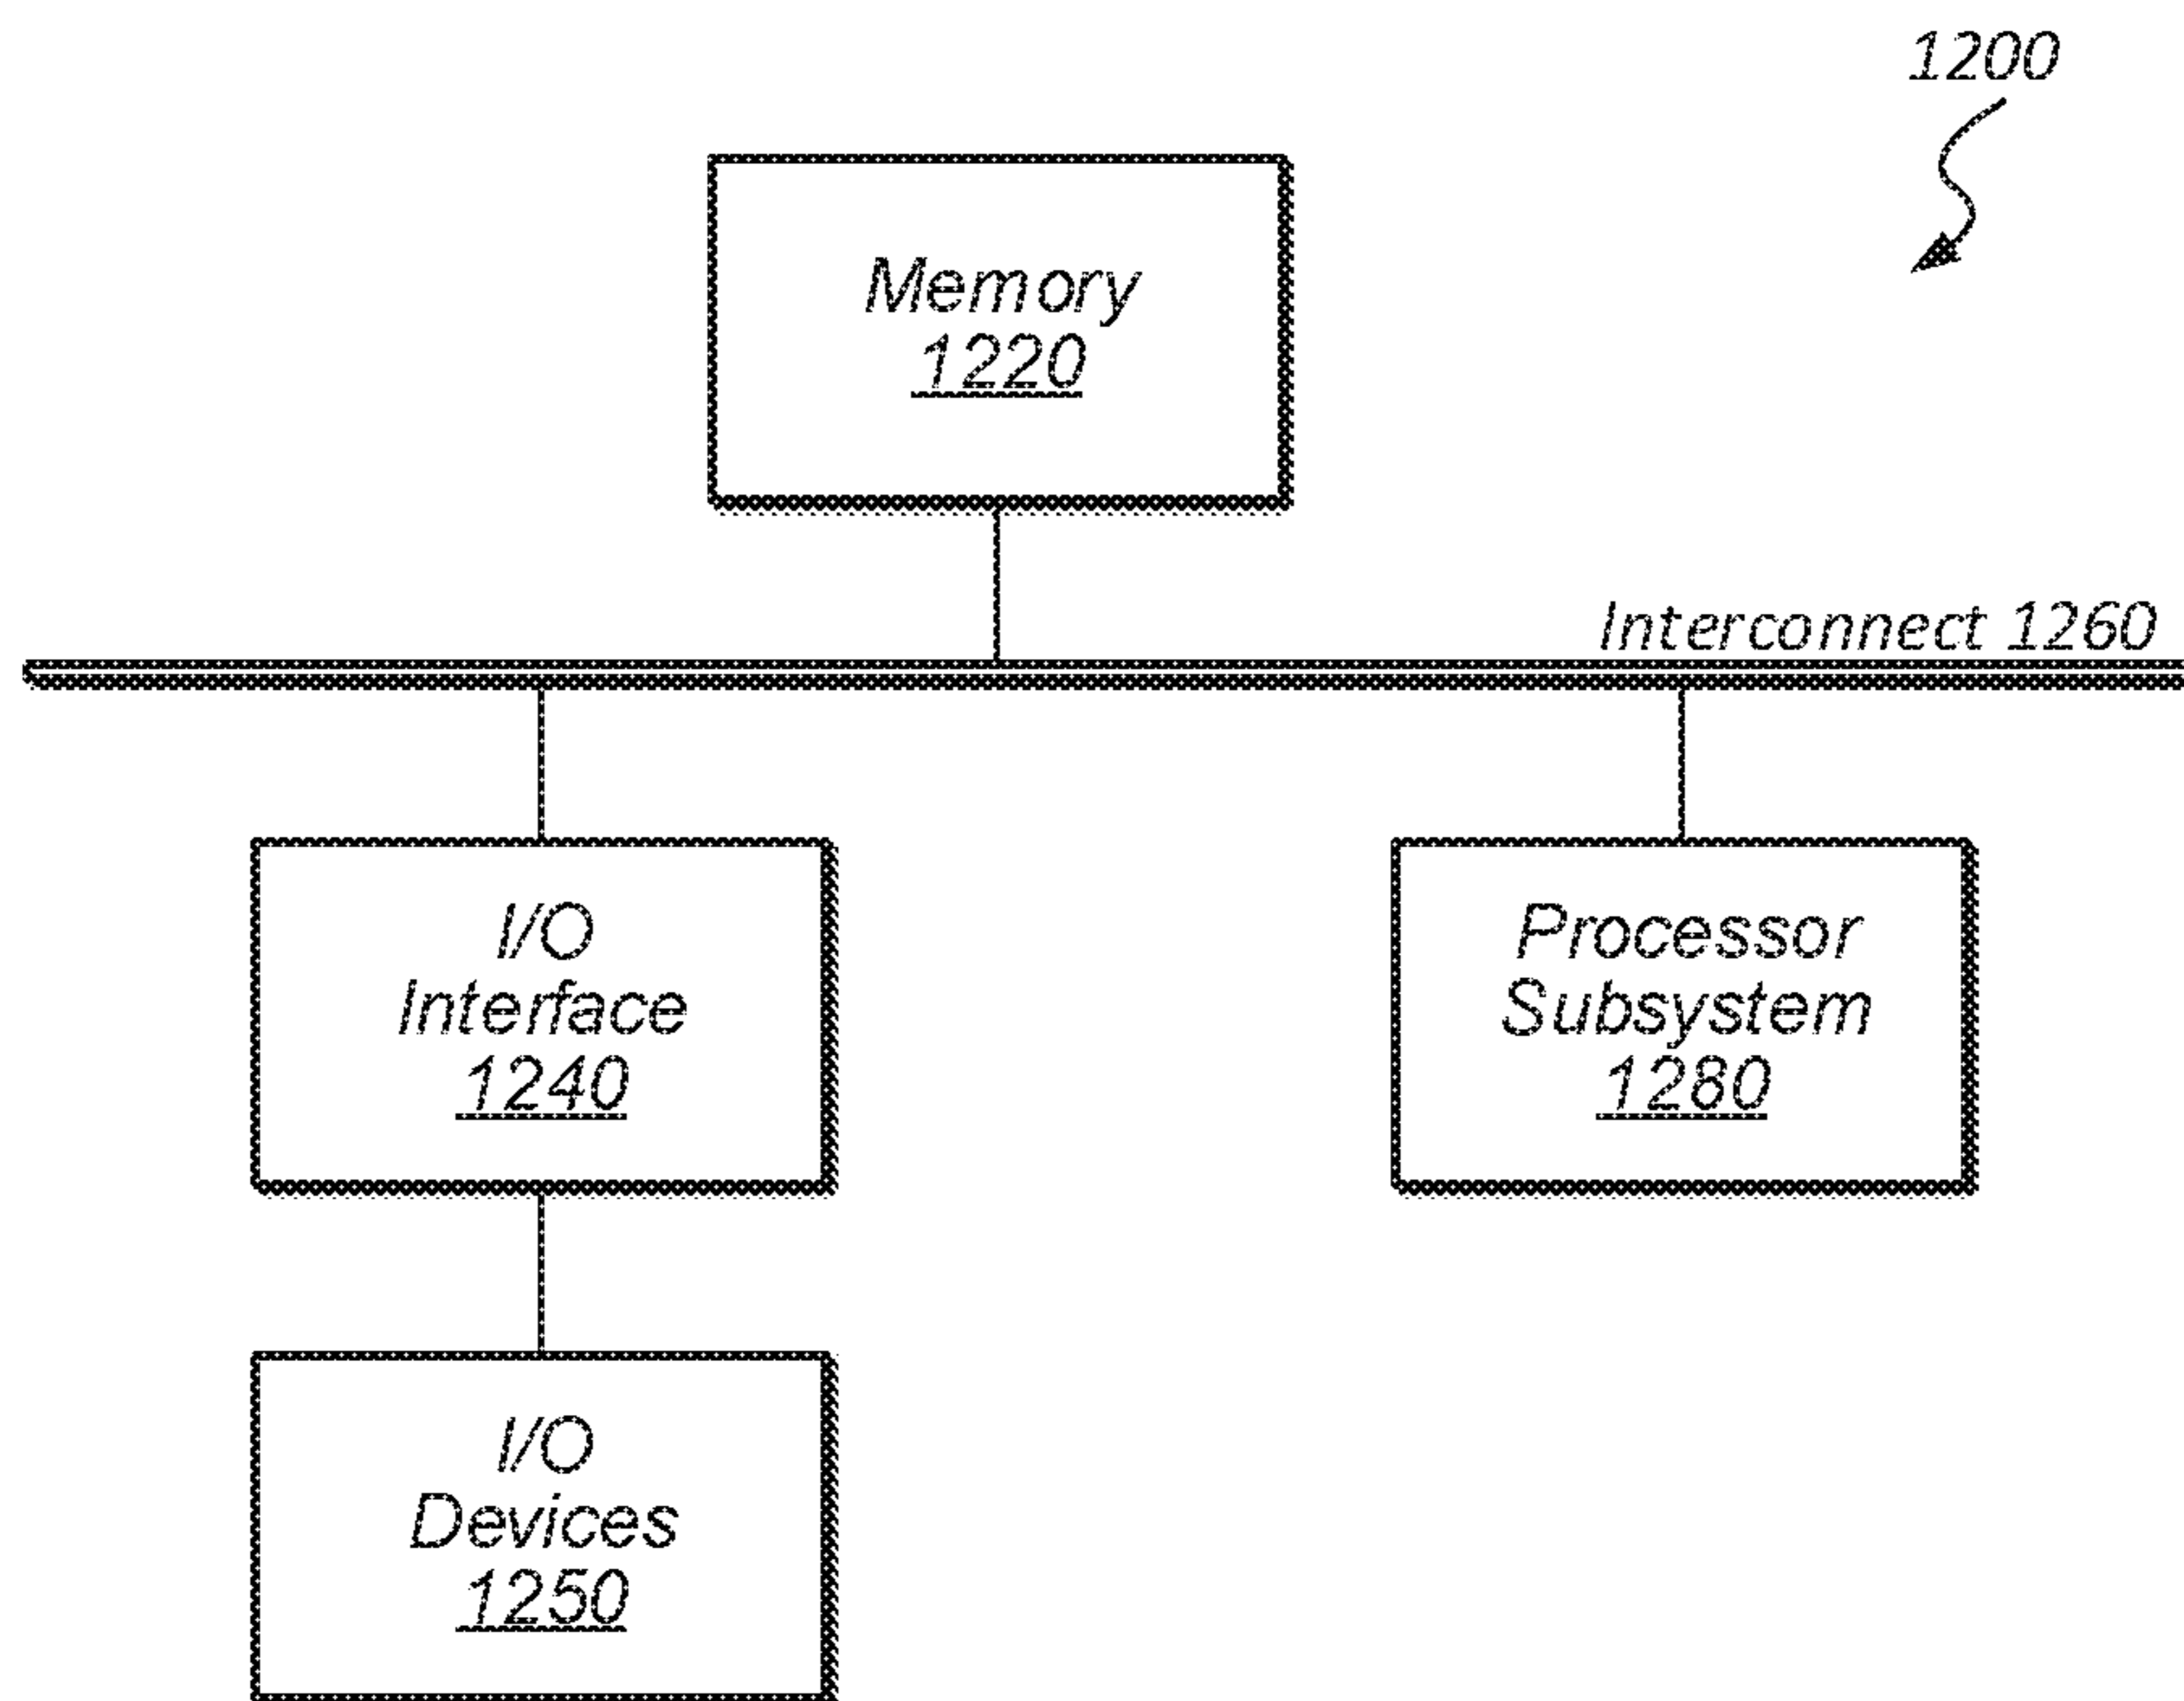 1200
Memory
1220
Interconnect 1260
I/O
Interface
1240
Processor
Subsystem
1280
I/O
Devices
1250